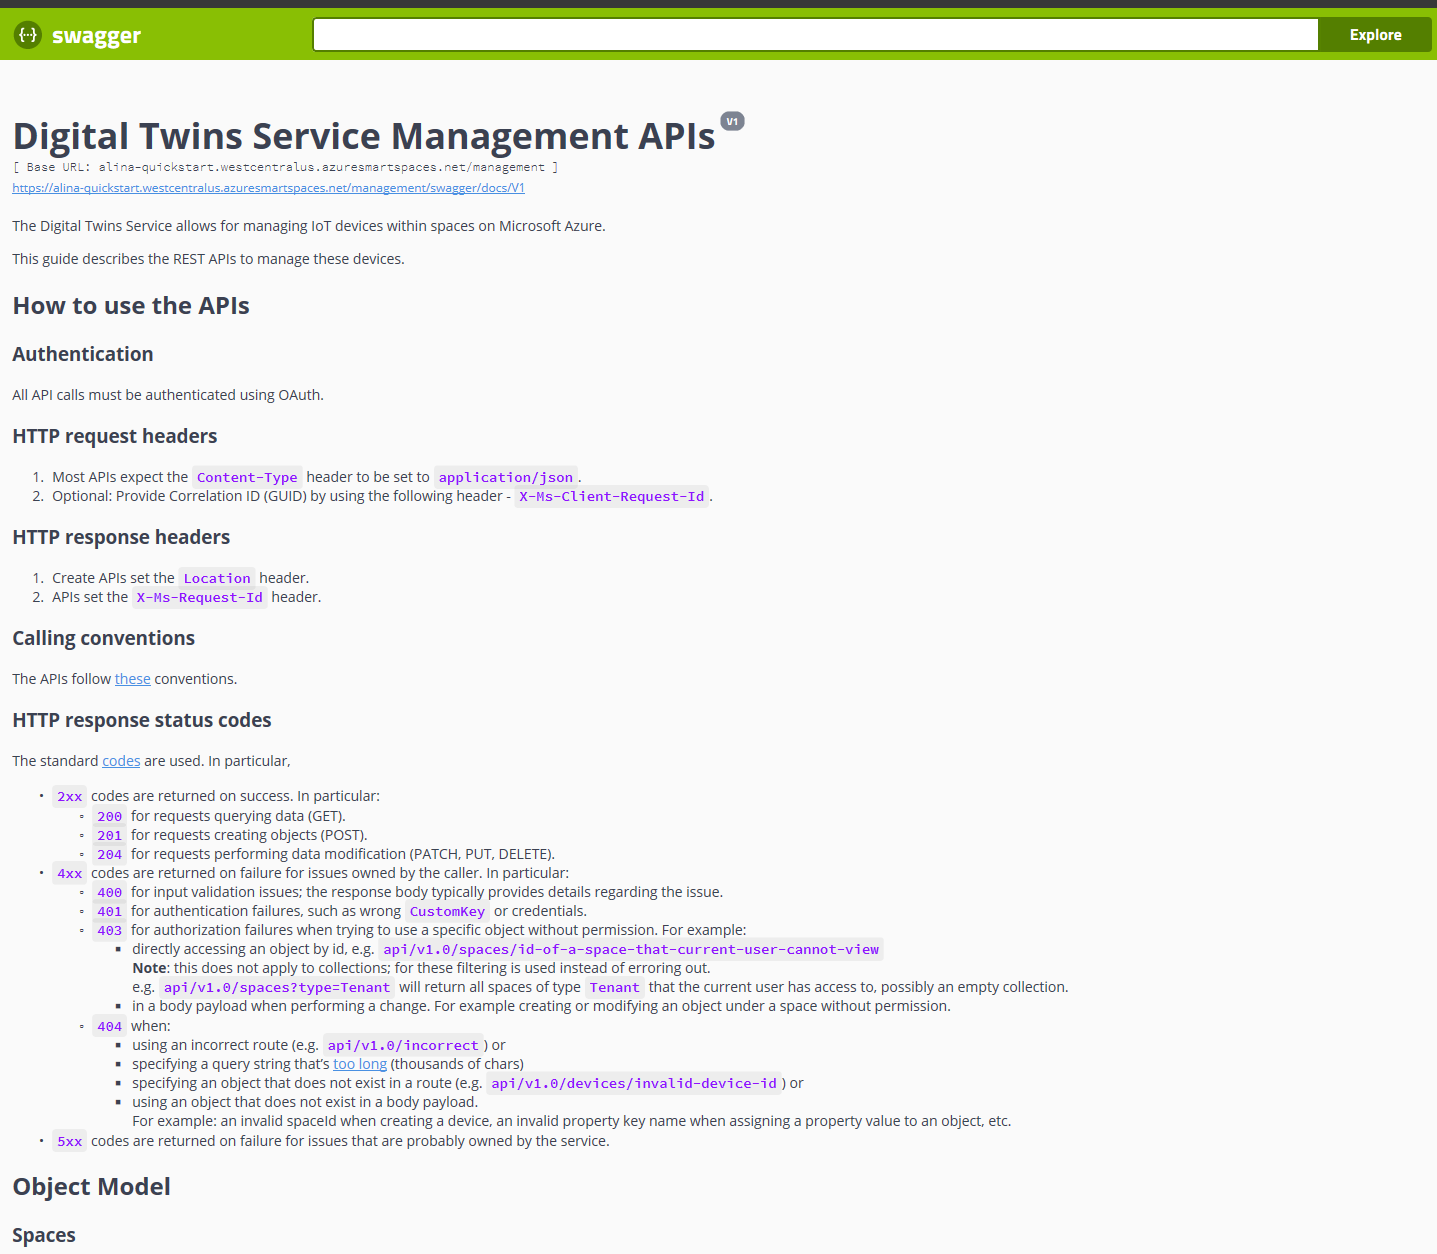 {··} swagger
Explore
Digital Twins Service Management APIs V1
[ Base URL: alina-quickstart.westcentralus.azuresmartspaces.net/management ]
https://alina-quickstart.westcentralus.azuresmartspaces.net/management/swagger/docs/V1
The Digital Twins Service allows for managing IoT devices within spaces on Microsoft Azure.
This guide describes the REST APIs to manage these devices.
How to use the APIs
Authentication
All API calls must be authenticated using OAuth.
HTTP request headers
1. Most APIs expect the Content-Type header to be set to application/json.
2. Optional: Provide Correlation ID (GUID) by using the following header - X-Ms-Client-Request-Id.
HTTP response headers
1. Create APIs set the Location header.
2. APIs set the X-Ms-Request-Id header.
Calling conventions
The APIs follow these conventions.
HTTP response status codes
The standard codes are used. In particular,
• 2xx codes are returned on success. In particular:
◦ 200 for requests querying data (GET).
◦ 201 for requests creating objects (POST).
◦ 204 for requests performing data modification (PATCH, PUT, DELETE).
• 4xx codes are returned on failure for issues owned by the caller. In particular:
◦ 400 for input validation issues; the response body typically provides details regarding the issue.
◦ 401 for authentication failures, such as wrong CustomKey or credentials.
◦ 403 for authorization failures when trying to use a specific object without permission. For example:
▪ directly accessing an object by id, e.g. api/v1.0/spaces/id-of-a-space-that-current-user-cannot-view
Note: this does not apply to collections; for these filtering is used instead of erroring out.
e.g. api/v1.0/spaces?type=Tenant will return all spaces of type Tenant that the current user has access to, possibly an empty collection.
▪ in a body payload when performing a change. For example creating or modifying an object under a space without permission.
◦ 404 when:
▪ using an incorrect route (e.g. api/v1.0/incorrect) or
▪ specifying a query string that's too long (thousands of chars)
▪ specifying an object that does not exist in a route (e.g. api/v1.0/devices/invalid-device-id) or
▪ using an object that does not exist in a body payload.
For example: an invalid spaceId when creating a device, an invalid property key name when assigning a property value to an object, etc.
• 5xx codes are returned on failure for issues that are probably owned by the service.
Object Model
Spaces